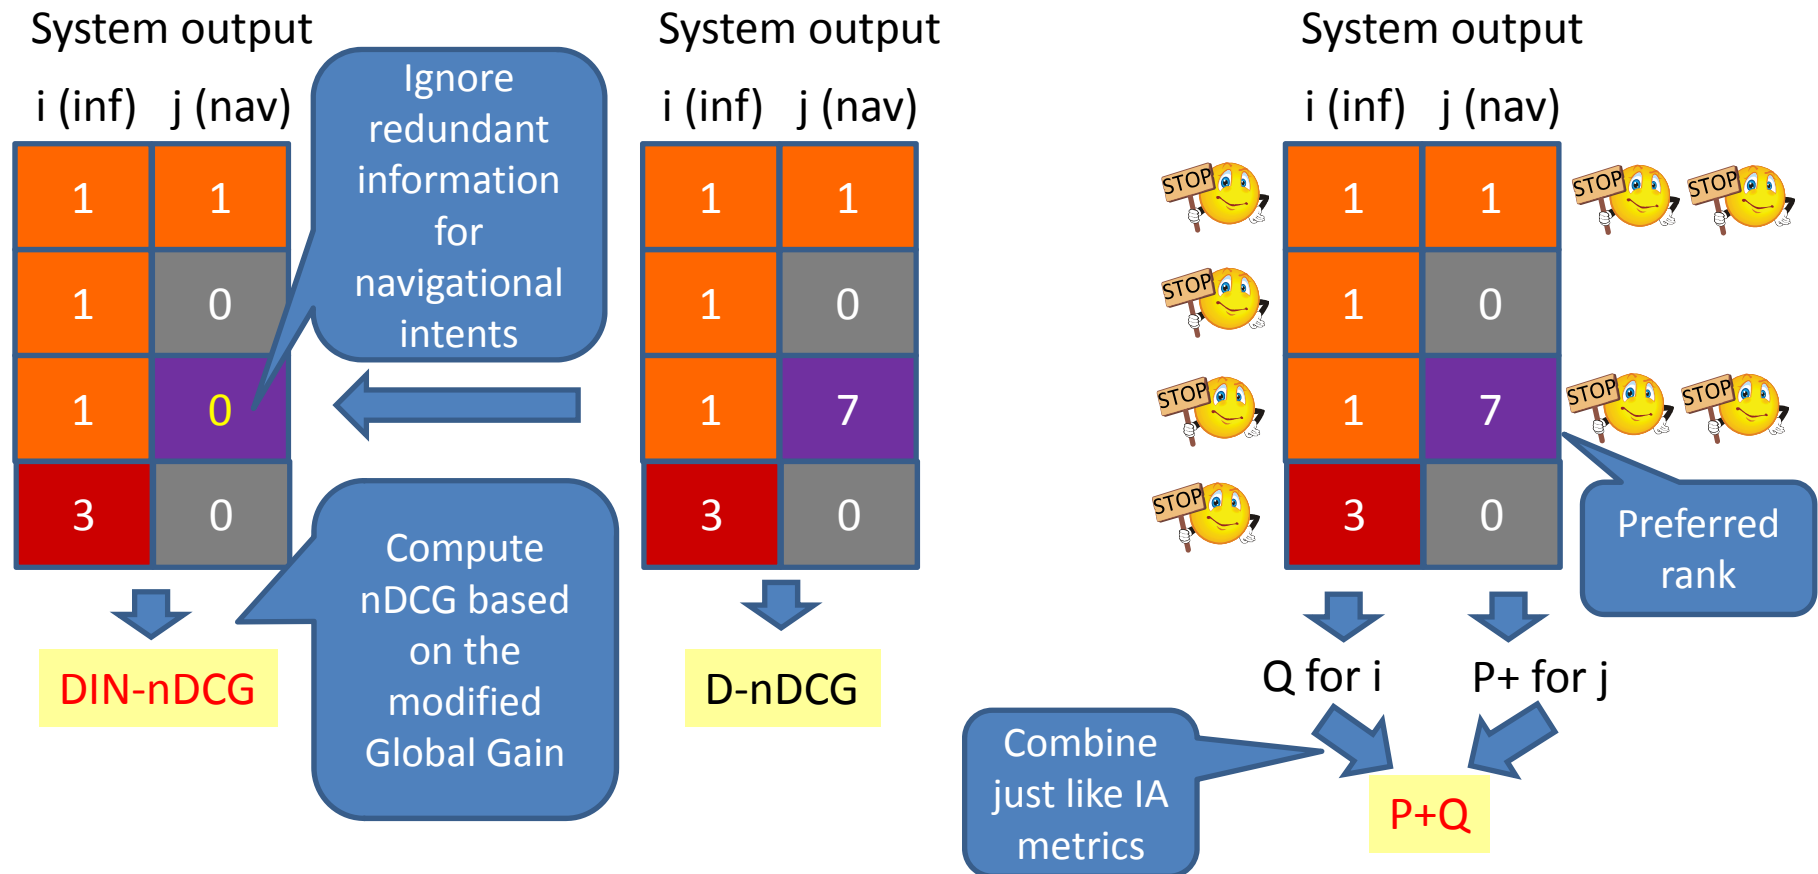 System output
i (inf) j (nav)
1 1
1 0
1 0
3 0
DIN-nDCG
Ignore
redundant
information
for
navigational
intents
Compute
nDCG based
on the
modified
Global Gain
System output
i (inf) j (nav)
1 1
1 0
1 7
3 0
D-nDCG
System output
i (inf) j (nav)
STOP 1 1 STOP STOP
STOP 1 0
STOP 1 7 STOP STOP
STOP 3 0
Preferred
rank
Q for i P+ for j
Combine
just like IA
metrics
P+Q